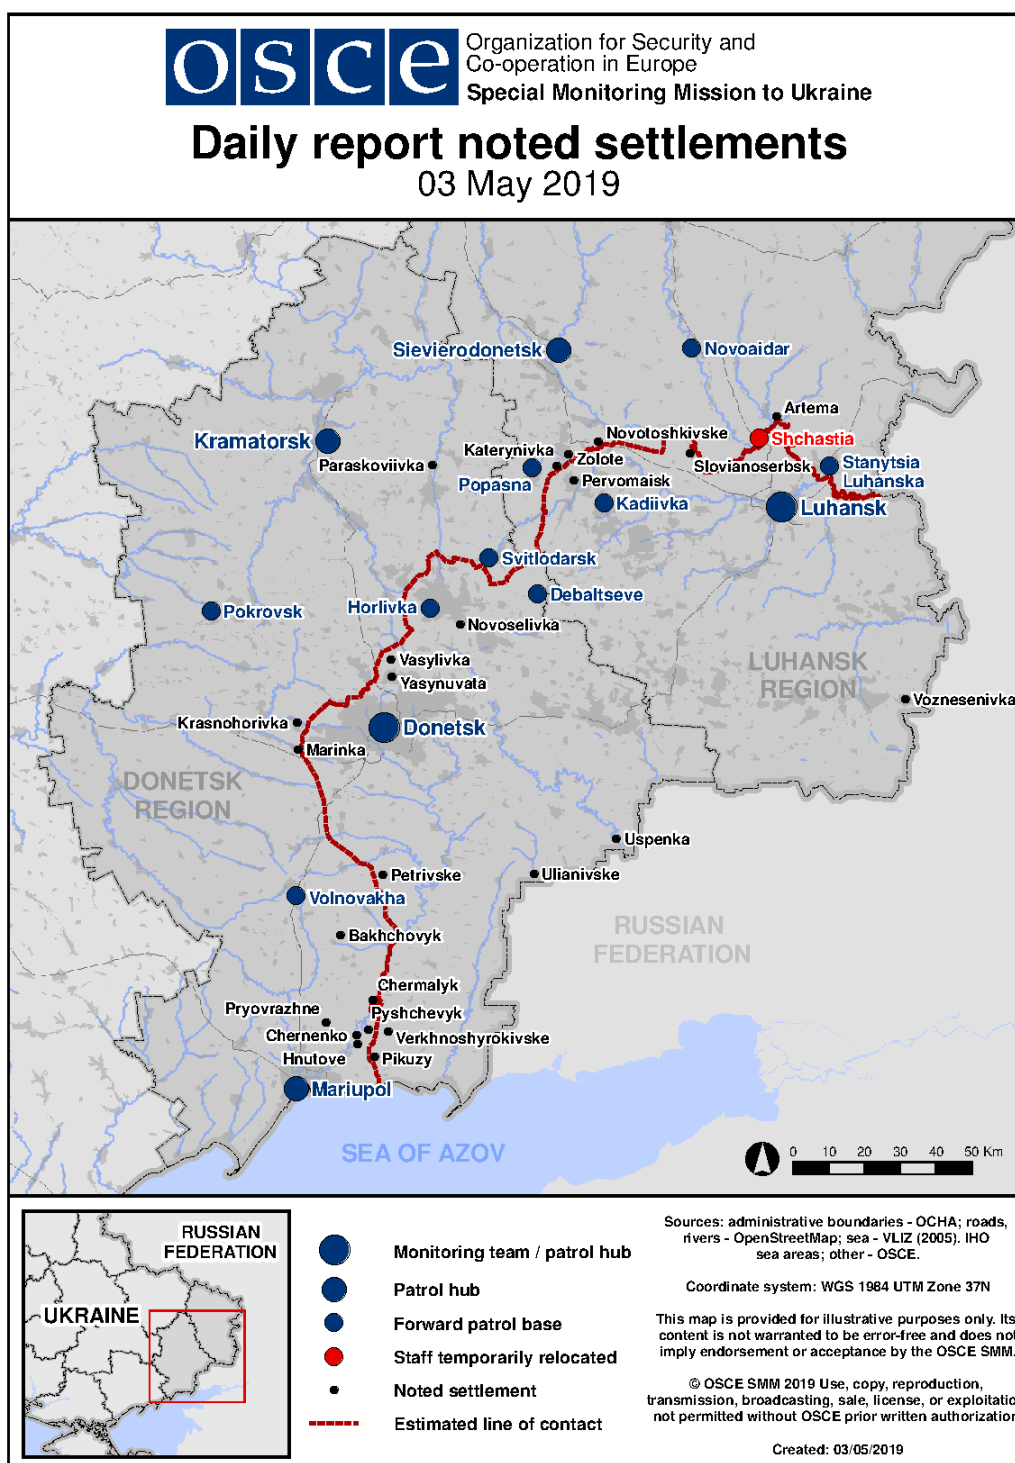 osce
Organization for Security and
Co-operation in Europe
Special Monitoring Mission to Ukraine
Daily report noted settlements
03 May 2019
Sievierodonetsk
Novoaidar
Artema
Kramatorsk
Novotoshkivske
Shchastia
Katerynivka
Zolote
Paraskoviivka
Slovianoserbsk
Stanytsia
Luhanska
Popasna
Pervomaisk
Kadiivka
Luhansk
Svitlodarsk
Debaltseve
Horlivka
Pokrovsk
Novoselivka
Vasylivka
Yasynuvata
LUHANSK
REGION
Voznesenivka
Krasnohorivka
Donetsk
Marinka
DONETSK
REGION
Uspenka
Petrivske
Ulianivske
Volnovakha
RUSSIAN
FEDERATION
Bakhchovyk
Chermalyk
Pryovrazhne
Pyshchevyk
Chernenko
Verkhnoshyrokivske
Hnutove
Pikuzy
Mariupol
SEA OF AZOV
0 10 20 30 40 50 Km
RUSSIAN
FEDERATION
UKRAINE
Monitoring team / patrol hub
Patrol hub
Forward patrol base
Staff temporarily relocated
Noted settlement
Estimated line of contact
Sources: administrative boundaries - OCHA; roads,
rivers - OpenStreetMap; sea - VLIZ (2005). IHO
sea areas; other - OSCE.
Coordinate system: WGS 1984 UTM Zone 37N
This map is provided for illustrative purposes only. Its
content is not warranted to be error-free and does not
imply endorsement or acceptance by the OSCE SMM.
© OSCE SMM 2019 Use, copy, reproduction,
transmission, broadcasting, sale, license, or exploitatio
not permitted without OSCE prior written authorization
Created: 03/05/2019